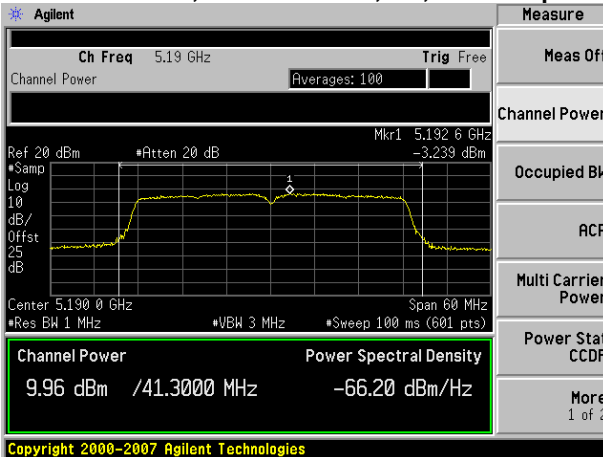 Agilent
Measure
Ch Freq 5.19 GHz Trig Free
Channel Power Averages: 100
Meas Off
Channel Power
Mkr1 5.192 6 GHz
Ref 20 dBm #Atten 20 dB -3.239 dBm
#Samp
Log
10
dB/
Offst
25
dB
1
Occupied BW
ACP
Center 5.190 0 GHz Span 60 MHz
#Res BW 1 MHz #VBW 3 MHz #Sweep 100 ms (601 pts)
Multi Carrier
Power
Channel Power Power Spectral Density
9.96 dBm /41.3000 MHz -66.20 dBm/Hz
Power Stat
CCDF
More
1 of 2
Copyright 2000-2007 Agilent Technologies